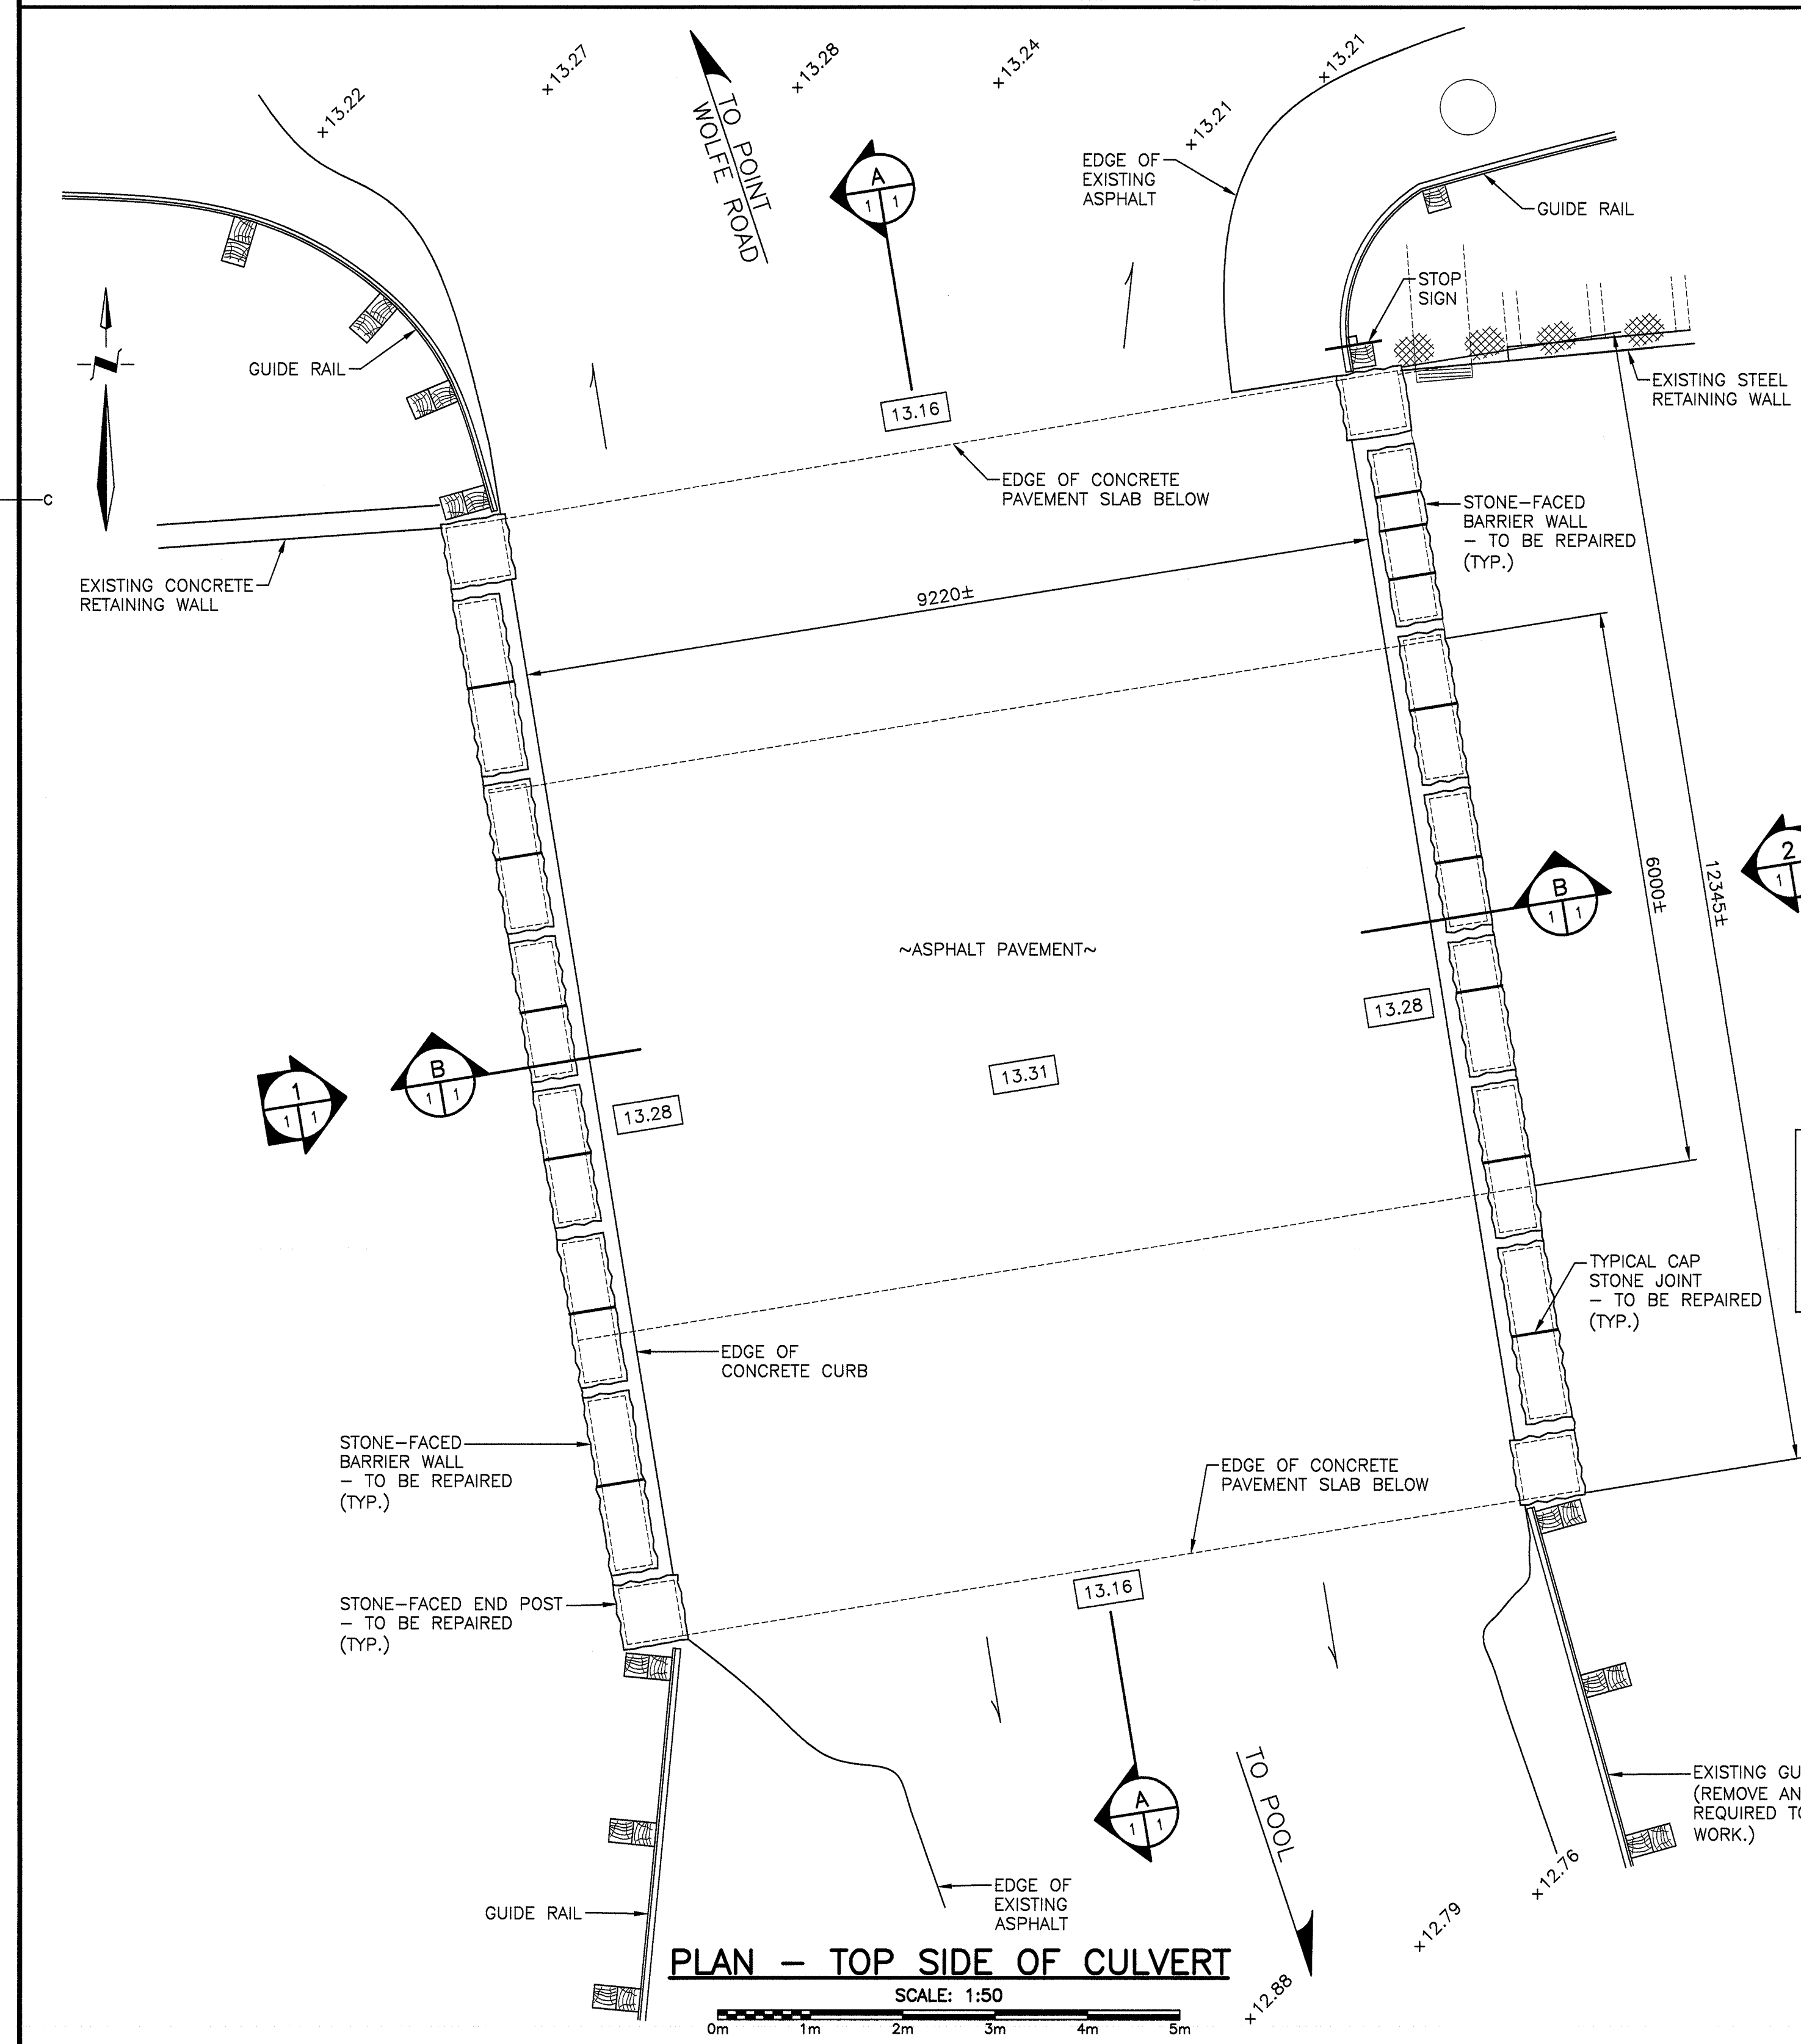 ×13.22
×13.27
×13.28
×13.24
×13.21
×13.21
TO POINT
WOLFE ROAD
A
1 1
EDGE OF
EXISTING
ASPHALT
GUIDE RAIL
STOP
SIGN
GUIDE RAIL
EXISTING STEEL
RETAINING WALL
13.16
EDGE OF CONCRETE
PAVEMENT SLAB BELOW
C
STONE-FACED
BARRIER WALL
- TO BE REPAIRED
(TYP.)
EXISTING CONCRETE
RETAINING WALL
9220±
6000±
12345±
2
1
B
1 1
~ASPHALT PAVEMENT~
13.28
13.31
13.28
B
1 1
1
1 1
TYPICAL CAP
STONE JOINT
- TO BE REPAIRED
(TYP.)
EDGE OF
CONCRETE CURB
STONE-FACED
BARRIER WALL
- TO BE REPAIRED
(TYP.)
EDGE OF CONCRETE
PAVEMENT SLAB BELOW
13.16
STONE-FACED END POST
- TO BE REPAIRED
(TYP.)
TO POOL
A
1 1
EXISTING GU
(REMOVE AN
REQUIRED TO
WORK.)
×12.76
×12.79
×12.88
EDGE OF
EXISTING
ASPHALT
GUIDE RAIL
PLAN - TOP SIDE OF CULVERT
SCALE: 1:50
0m 1m 2m 3m 4m 5m